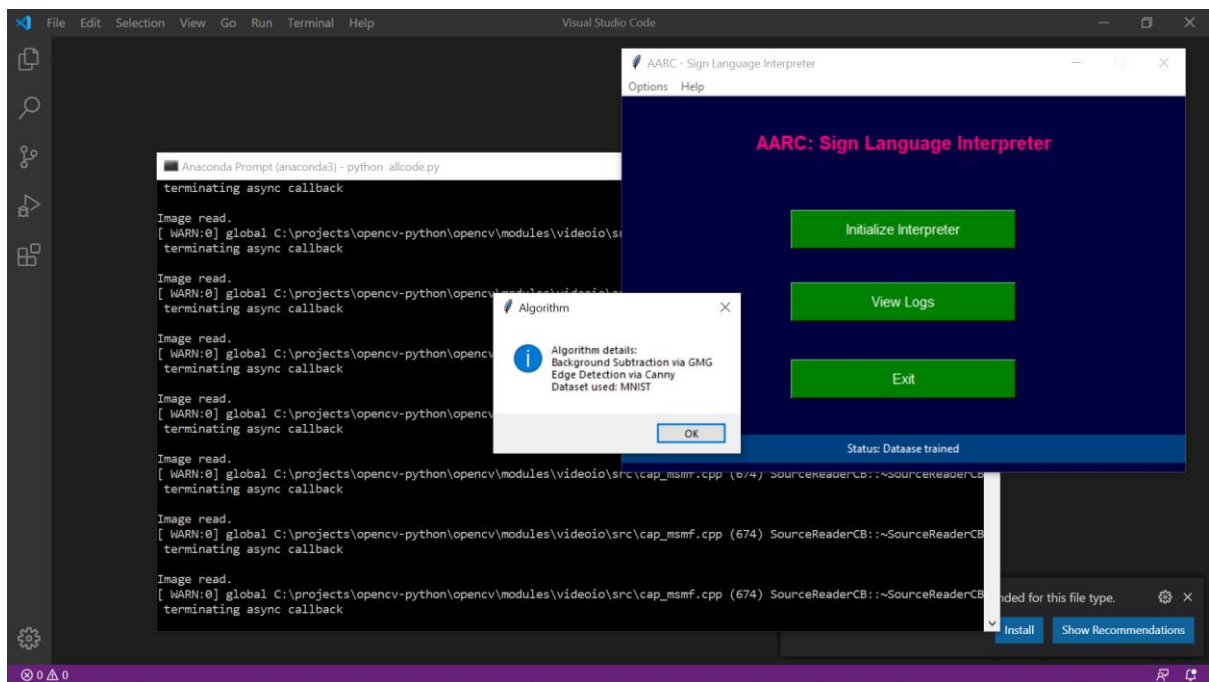 File Edit Selection View Go Run Terminal Help
Visual Studio Code
AARC - Sign Language Interpreter
Options Help
AARC: Sign Language Interpreter
Initialize Interpreter
View Logs
Exit
Status: Dataase trained
Anaconda Prompt (anaconda3) - python allcode.py
terminating async callback
Image read.
[ WARN:0] global C:\projects\opencv-python\opencv\modules\videoio\s
terminating async callback
Image read.
[ WARN:0] global C:\projects\opencv-python\opencv\modules\videoio\s
terminating async callback
Image read.
[ WARN:0] global C:\projects\opencv-python\opencv
terminating async callback
Image read.
[ WARN:0] global C:\projects\opencv-python\opencv
terminating async callback
Image read.
[ WARN:0] global C:\projects\opencv-python\opencv\modules\videoio\src\cap_msmf.cpp (674) SourceReaderCB::~SourceReaderCB
terminating async callback
Image read.
[ WARN:0] global C:\projects\opencv-python\opencv\modules\videoio\src\cap_msmf.cpp (674) SourceReaderCB::~SourceReaderCB
terminating async callback
Image read.
[ WARN:0] global C:\projects\opencv-python\opencv\modules\videoio\src\cap_msmf.cpp (674) SourceReaderCB::~SourceReaderCB
terminating async callback
Algorithm
Algorithm details:
Background Subtraction via GMG
Edge Detection via Canny
Dataset used: MNIST
OK
nded for this file type.
Install Show Recommendations
0 0